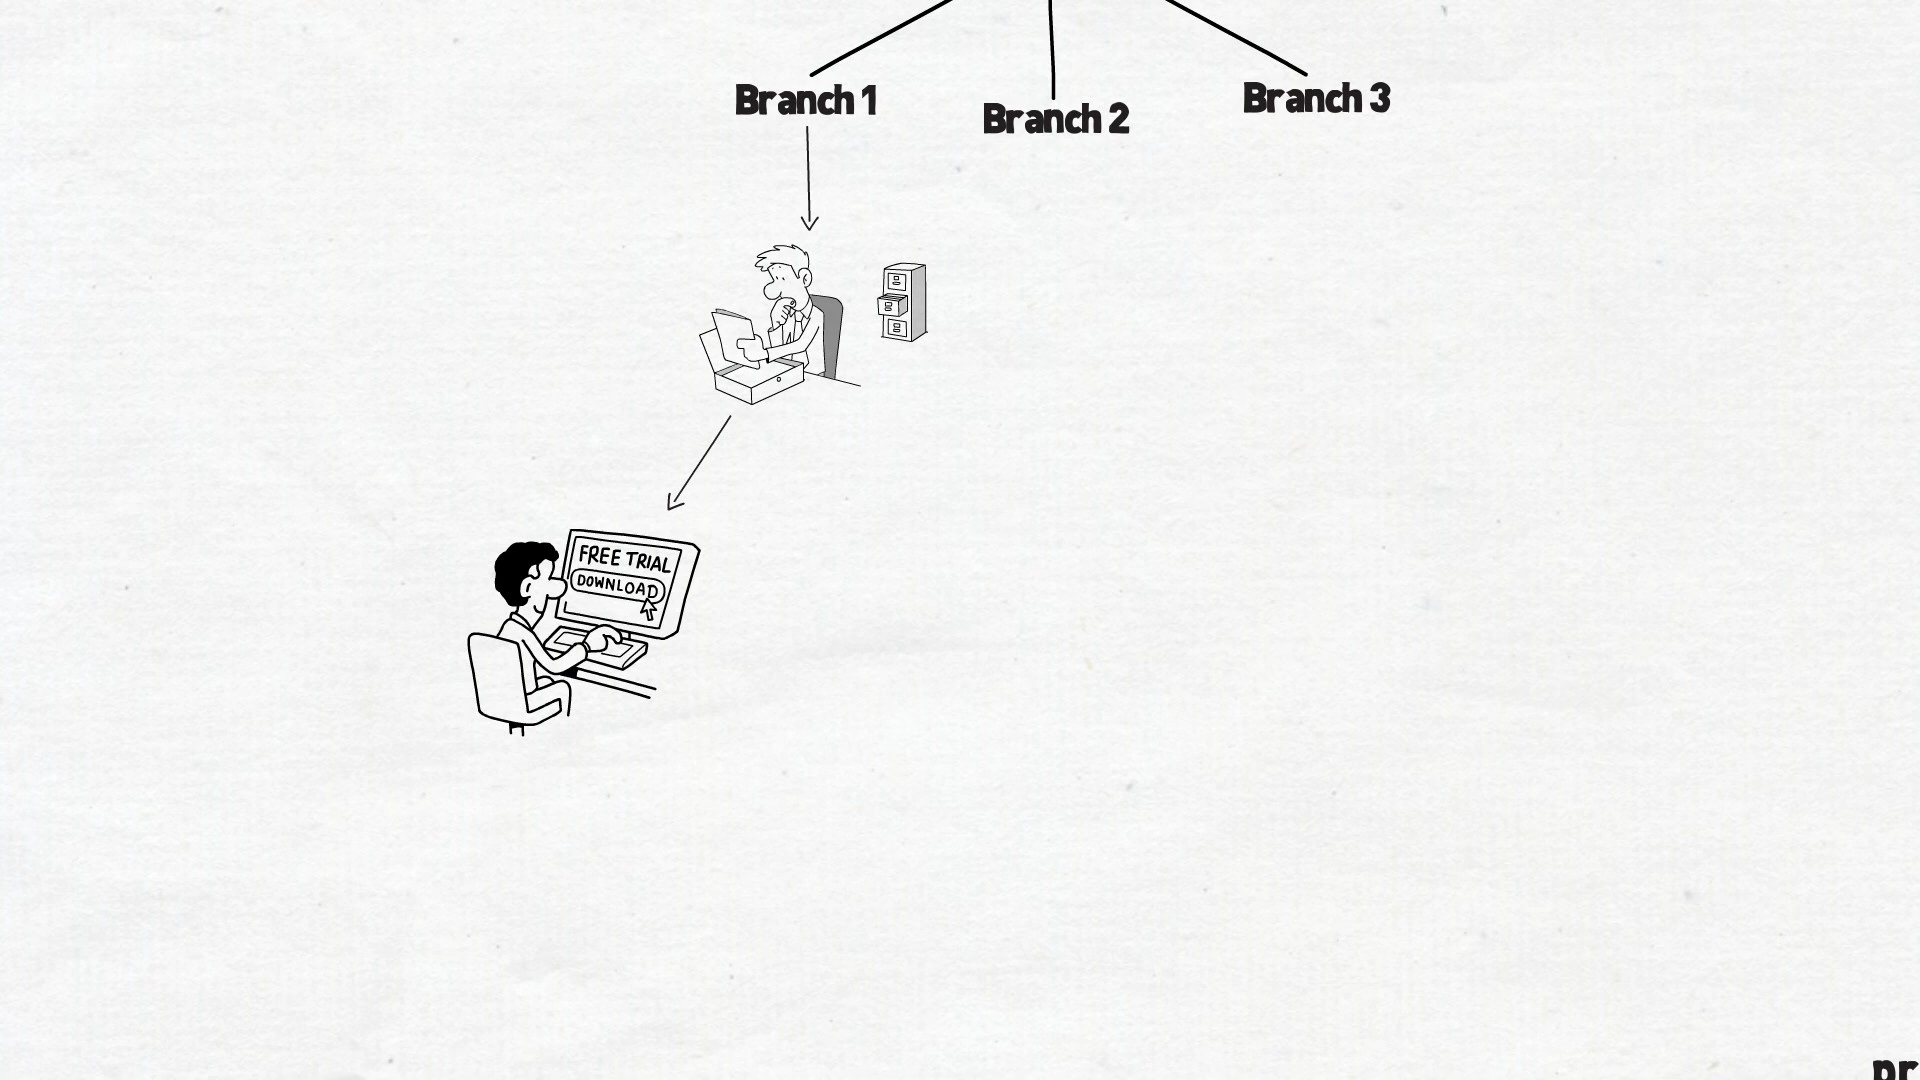 Branch 1
Branch 2
Branch 3
FREE TRIAL
DOWNLOAD